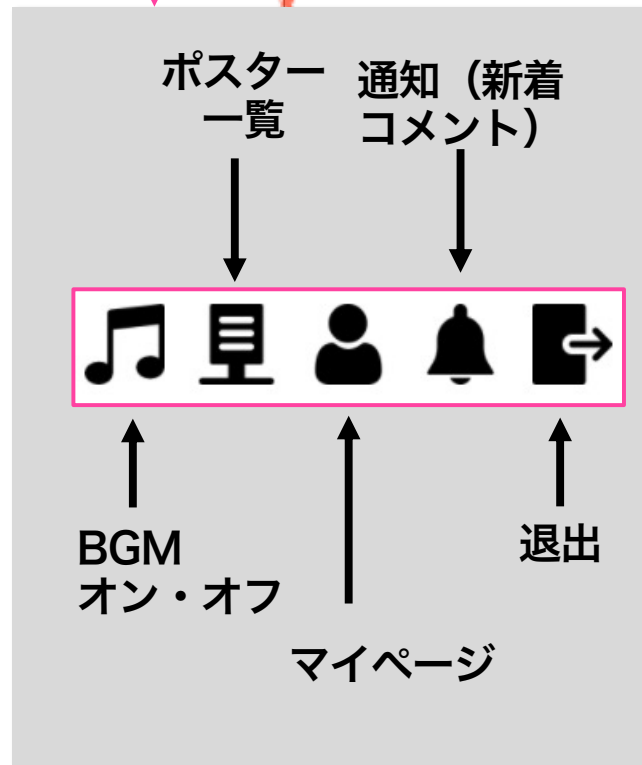 ポスター
一覧
通知（新着
コメント）
BGM
オン・オフ
退出
マイページ